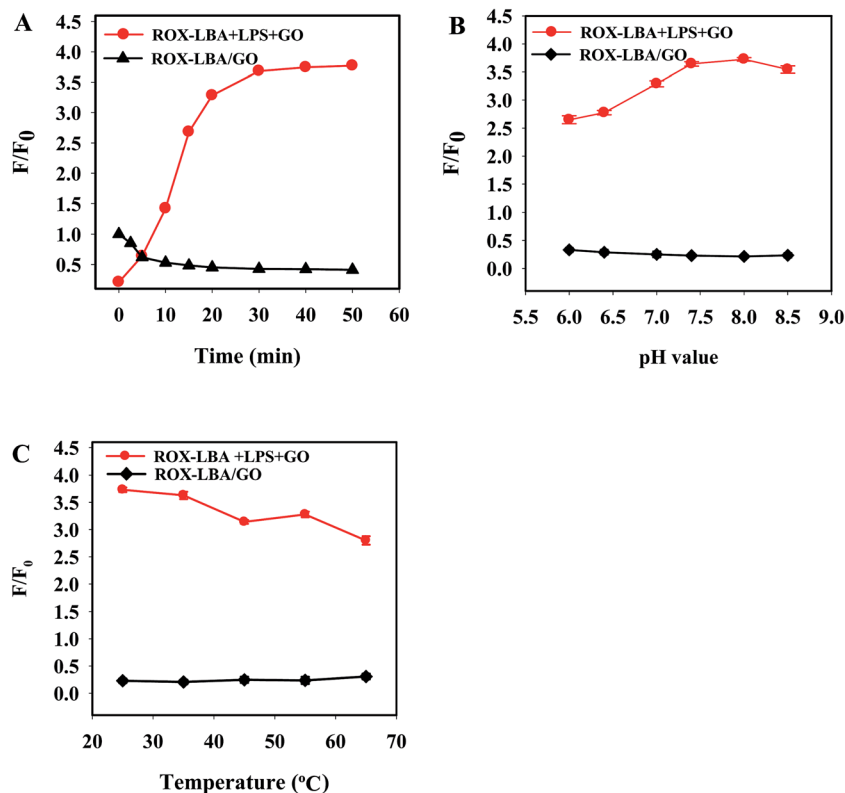 A
ROX-LBA+LPS+GO
ROX-LBA/GO
4.5
4.0
3.5
3.0
2.5
2.0
1.5
1.0
0.5
F/F0
0 10 20 30 40 50 60
Time (min)
B
ROX-LBA+LPS+GO
ROX-LBA/GO
4.5
4.0
3.5
3.0
2.5
2.0
1.5
1.0
0.5
0.0
F/F0
5.5 6.0 6.5 7.0 7.5 8.0 8.5 9.0
pH value
C
ROX-LBA +LPS+GO
ROX-LBA/GO
4.5
4.0
3.5
3.0
2.5
2.0
1.5
1.0
0.5
0.0
F/F0
20 30 40 50 60 70
Temperature (°C)